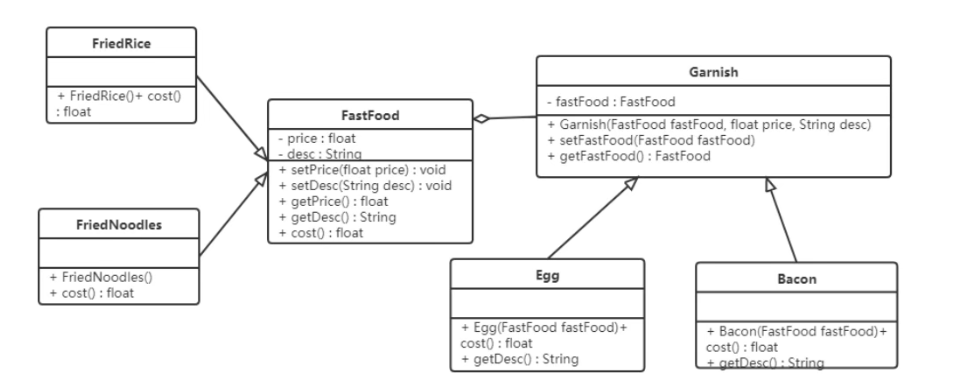 FriedRice
+ FriedRice()+ cost()
: float
FastFood
- price : float
- desc : String
+ setPrice(float price) : void
+ setDesc(String desc) : void
+ getPrice() : float
+ getDesc() : String
+ cost() : float
Garnish
- fastFood : FastFood
+ Garnish(FastFood fastFood, float price, String desc)
+ setFastFood(FastFood fastFood)
+ getFastFood() : FastFood
FriedNoodles
+ FriedNoodles()
+ cost() : float
Egg
+ Egg(FastFood fastFood)+
cost() : float
+ getDesc() : String
Bacon
+ Bacon(FastFood fastFood)+
cost() : float
+ getDesc() : String